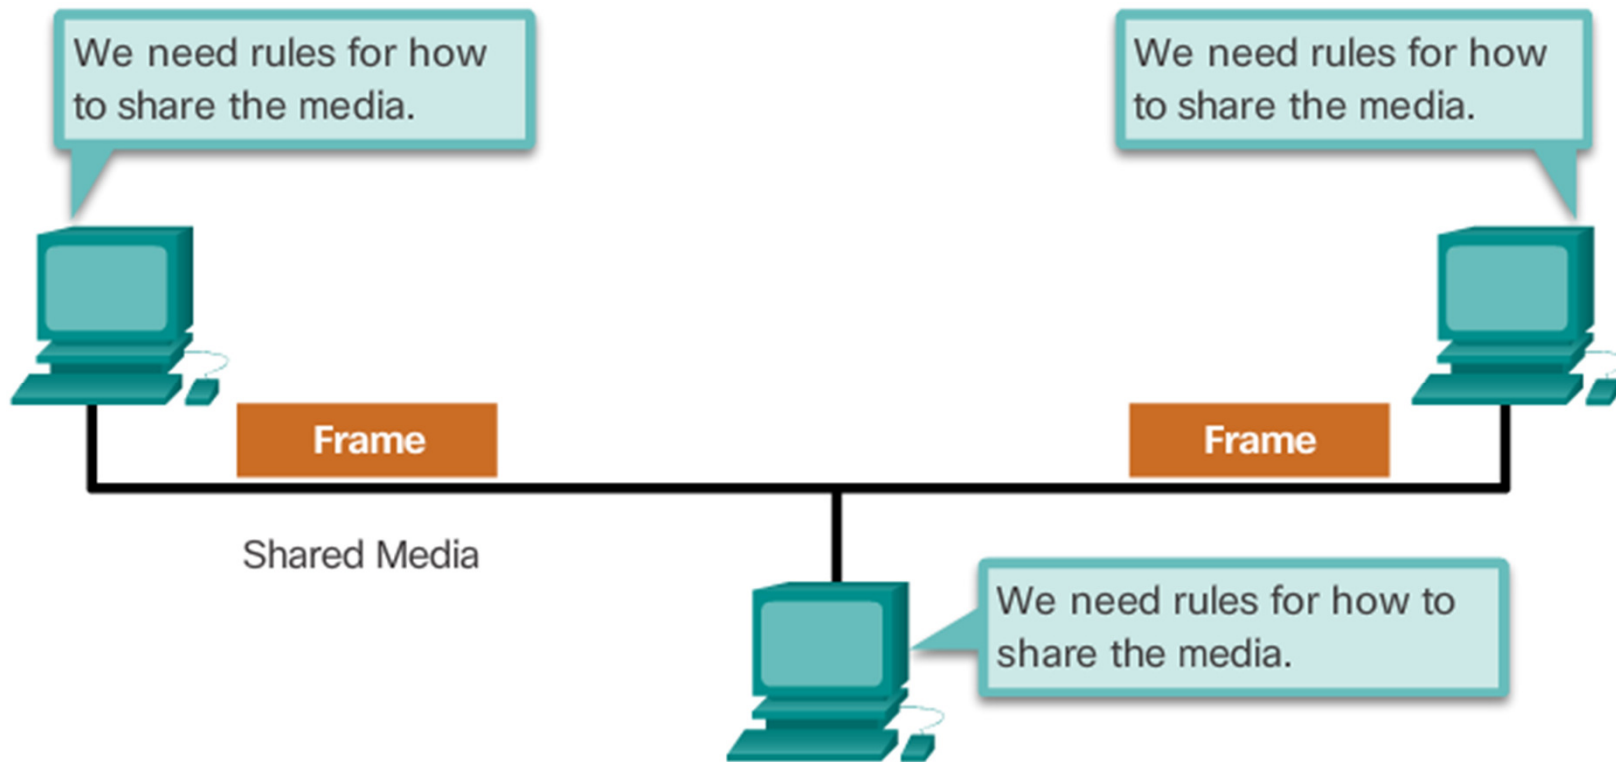 We need rules for how
to share the media.
We need rules for how
to share the media.
Frame
Frame
Shared Media
We need rules for how to
share the media.